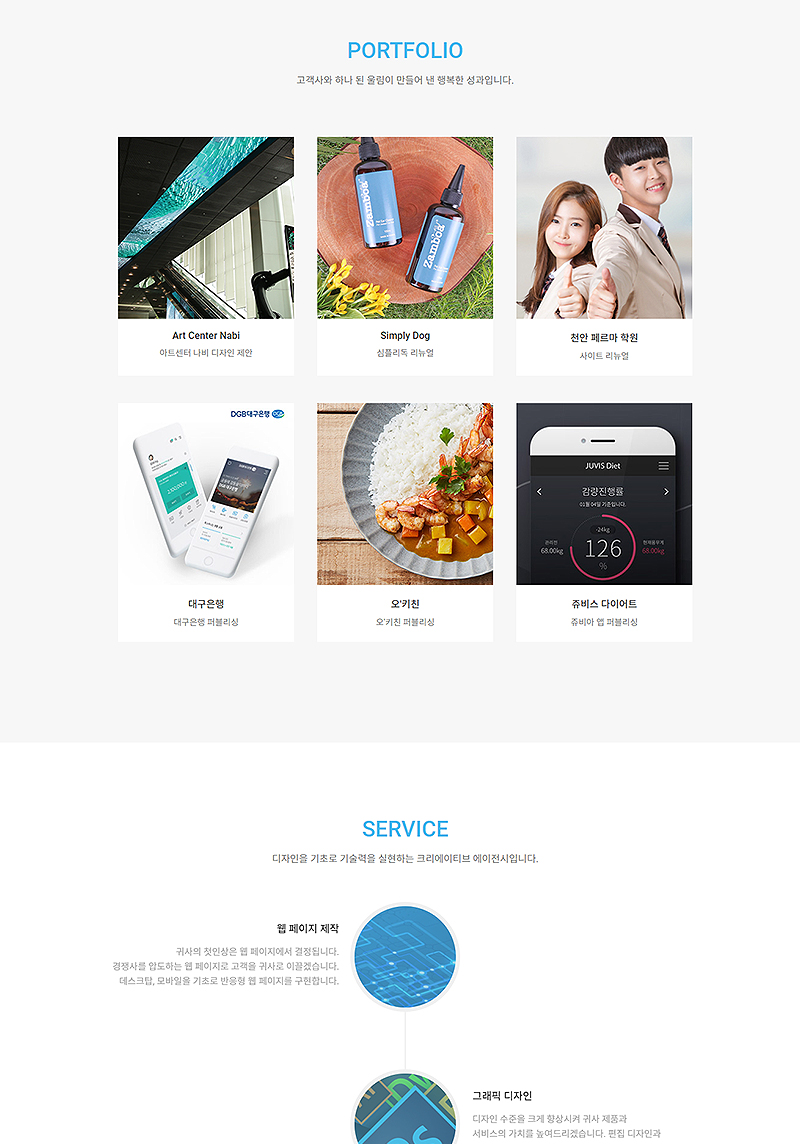 PORTFOLIO
고객사와 하나 된 울림이 만들어 낸 행복한 성과입니다.
Zamboa
Zamboa
Art Center Nabi
아트센터 나비 디자인 제안
Simply Dog
심플리독 리뉴얼
천안 페르마 학원
사이트 리뉴얼
DGB대구은행
JUVIS Diet
감량진행률
01월 04일 기준입니다.
-24kg
126
%
68.00kg
현재몸무게
68.00kg
대구은행
대구은행 퍼블리싱
오'키친
오'키친 퍼블리싱
쥬비스 다이어트
쥬비아 앱 퍼블리싱
SERVICE
디자인을 기초로 기술력을 실현하는 크리에이티브 에이전시입니다.
웹 페이지 제작
귀사의 첫인상은 웹 페이지에서 결정됩니다.
경쟁사를 압도하는 웹 페이지로 고객을 귀사로 이끌겠습니다.
데스크탑, 모바일을 기초로 반응형 웹 페이지를 구현합니다.
그래픽 디자인
디자인 수준을 크게 향상시켜 귀사 제품과
서비스의 가치를 높여드리겠습니다. 편집 디자인과